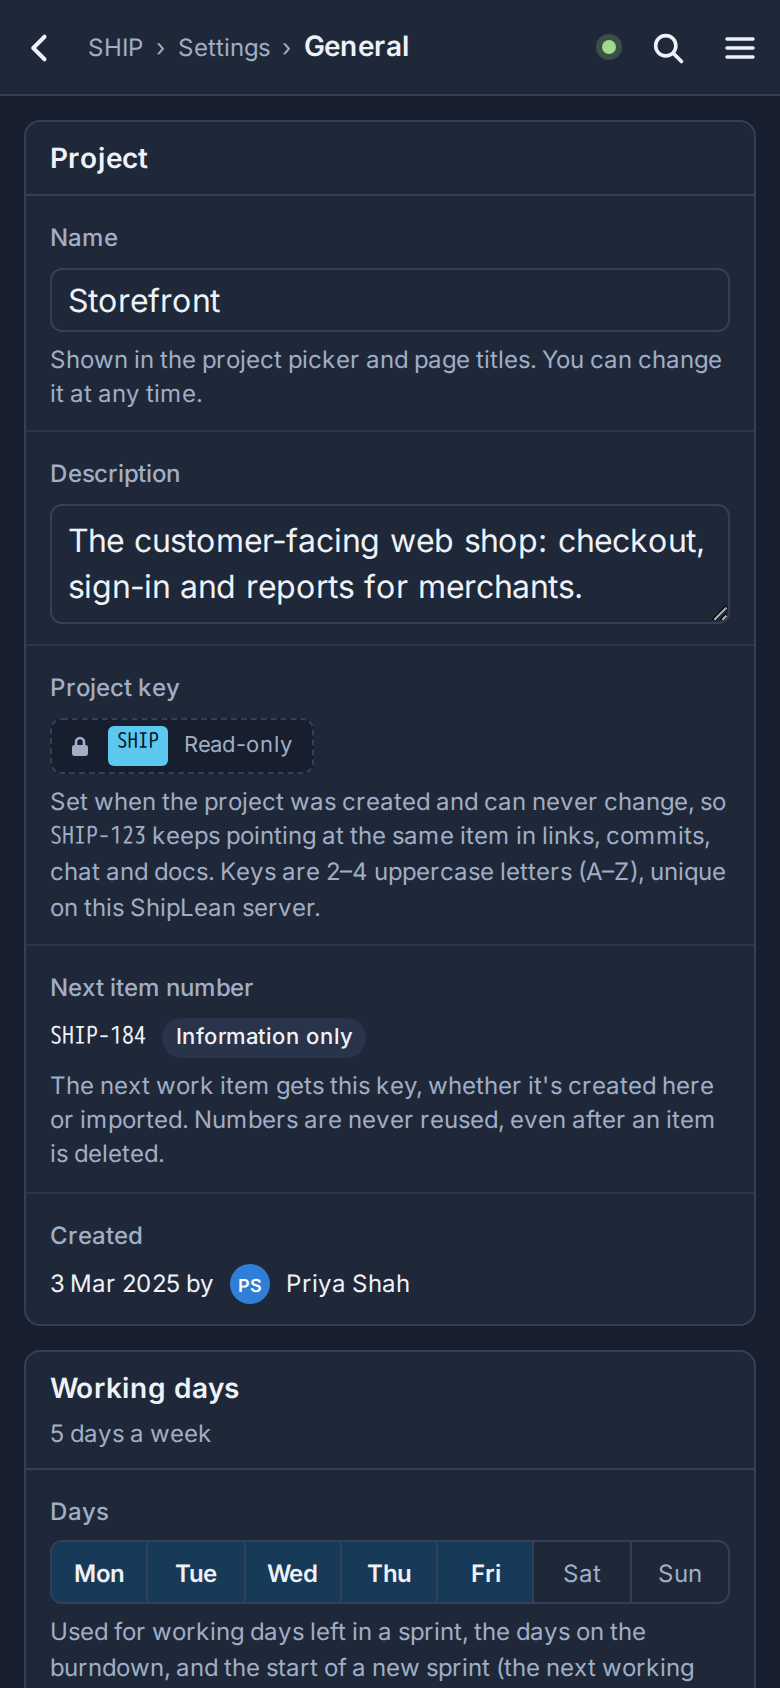 SHIP › Settings › General
Project
Name
Storefront
Shown in the project picker and page titles. You can change
it at any time.
Description
The customer-facing web shop: checkout,
sign-in and reports for merchants.
Project key
SHIP Read-only
Set when the project was created and can never change, so
SHIP-123 keeps pointing at the same item in links, commits,
chat and docs. Keys are 2–4 uppercase letters (A–Z), unique
on this ShipLean server.
Next item number
SHIP-184 Information only
The next work item gets this key, whether it's created here
or imported. Numbers are never reused, even after an item
is deleted.
Created
3 Mar 2025 by PS Priya Shah
Working days
5 days a week
Days
Mon Tue Wed Thu Fri Sat Sun
Used for working days left in a sprint, the days on the
burndown, and the start of a new sprint (the next working